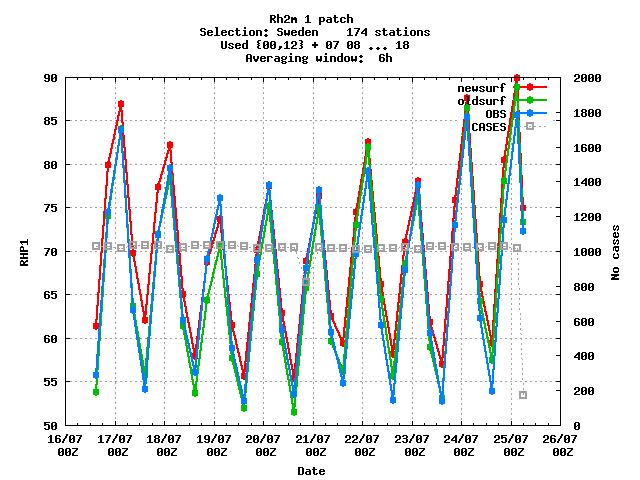 Rh2m 1 patch
Selection: Sweden    174 stations
Used {00,12} + 07 08 ... 18
Averaging window:  6h
90 2000
newsurf
oldsurf
OBS
CASES
85 1800
80 1600
75 1400
70 1200
65 1000
60 800
55 600
50 400
200
0
RHP1
No cases
16/07 17/07 18/07 19/07 20/07 21/07 22/07 23/07 24/07 25/07 26/07
00Z 00Z 00Z 00Z 00Z 00Z 00Z 00Z 00Z 00Z 00Z
Date